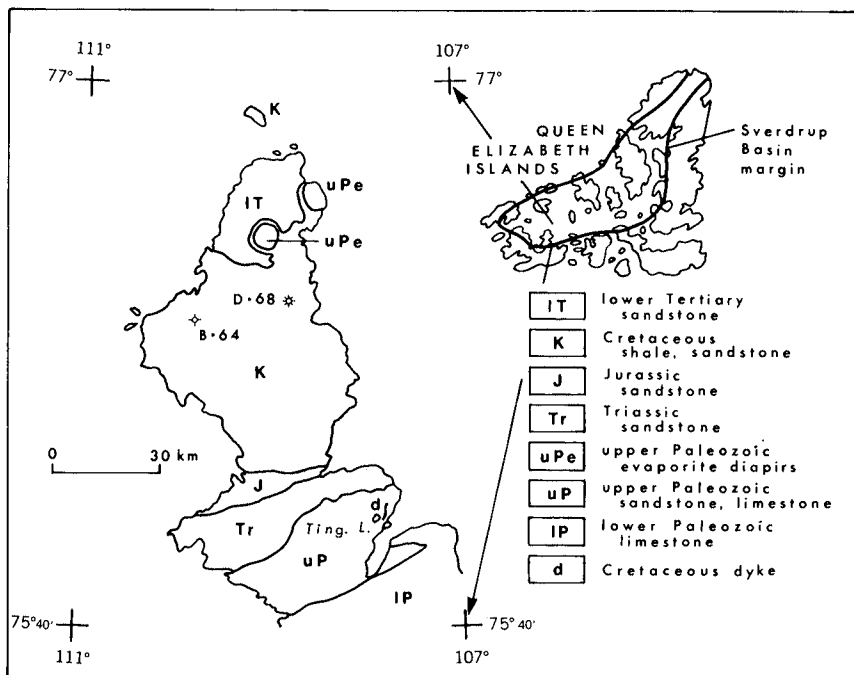 111°
77°
K
uPe
lT
uPe
D•68
B•64
K
0 30 km
J
Tr
Ting. L.
d
uP
lP
75°40'
111°
107°
77°
QUEEN
ELIZABETH
ISLANDS
Sverdrup
Basin
margin
lT lower Tertiary
sandstone
K Cretaceous
shale, sandstone
J Jurassic
sandstone
Tr Triassic
sandstone
uPe upper Paleozoic
evaporite diapirs
uP upper Paleozoic
sandstone, limestone
lP lower Paleozoic
limestone
d Cretaceous dyke
75°40'
107°